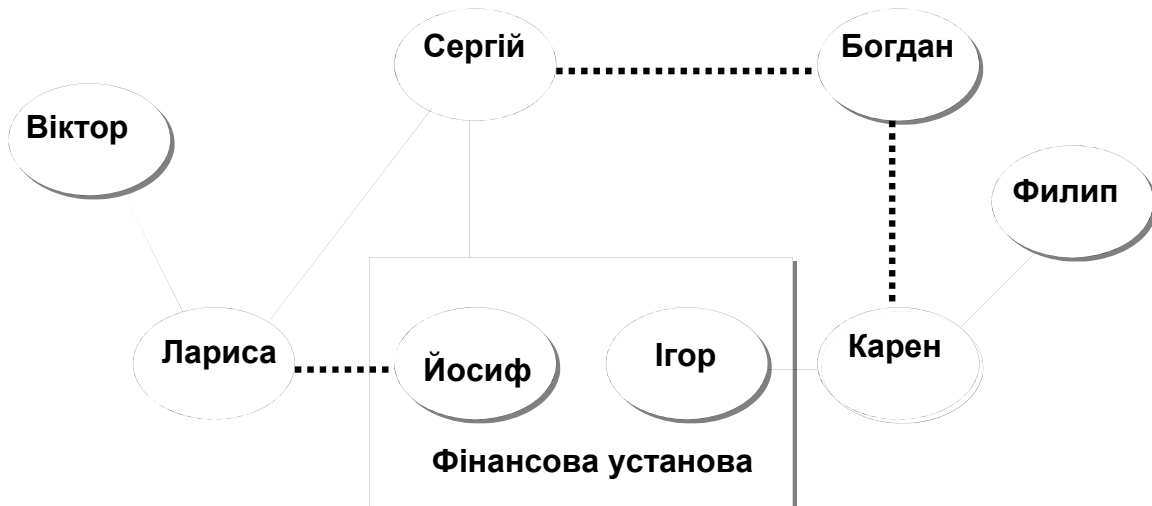 Сергій
Богдан
Віктор
Филип
Лариса
Йосиф
Ігор
Карен
Фінансова установа